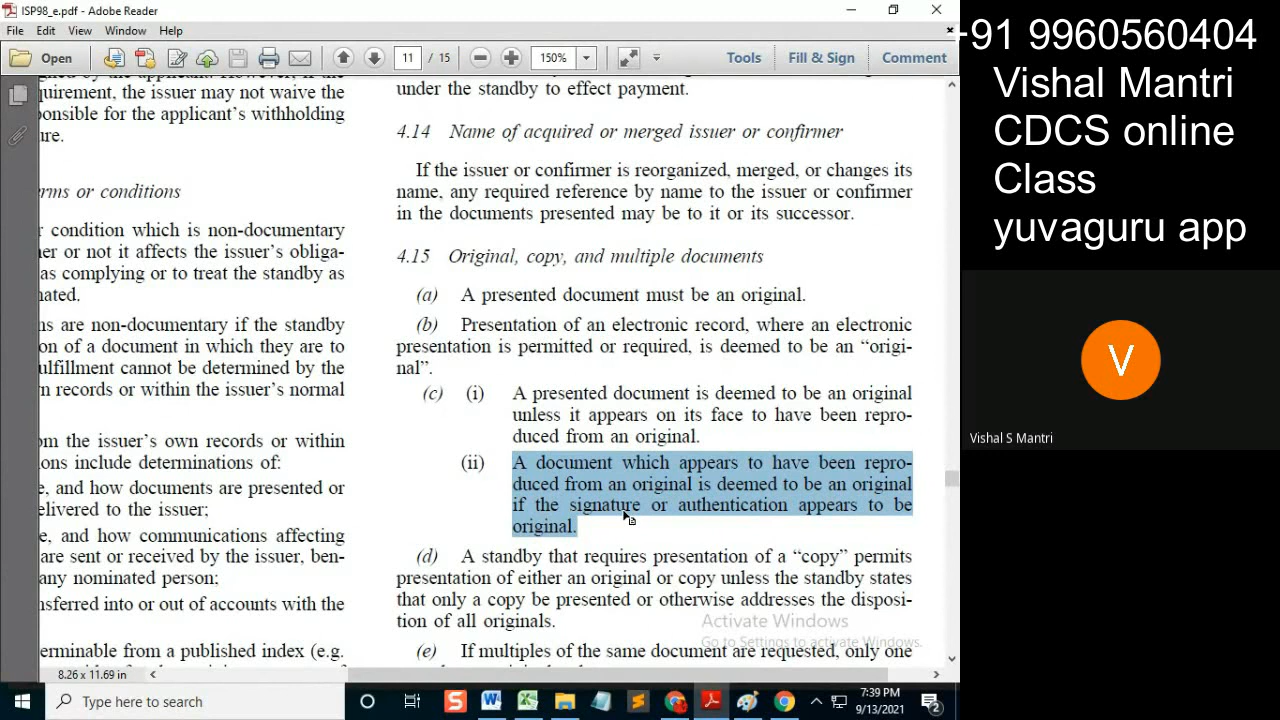 ISP98_e.pdf - Adobe Reader
File Edit View Window Help
Open 11 / 15 150% Tools Fill & Sign Comment
quirement, the issuer may not waive the
ponsible for the applicant's withholding
ure.
erms or conditions
r condition which is non-documentary
her or not it affects the issuer's obliga-
as complying or to treat the standby as
nated.
ns are non-documentary if the standby
on of a document in which they are to
ulfillment cannot be determined by the
n records or within the issuer's normal
om the issuer's own records or within
ions include determinations of:
e, and how documents are presented or
elivered to the issuer;
e, and how communications affecting
are sent or received by the issuer, ben-
any nominated person;
nsferred into or out of accounts with the
erminable from a published index (e.g.
under the standby to effect payment.
4.14 Name of acquired or merged issuer or confirmer
If the issuer or confirmer is reorganized, merged, or changes its
name, any required reference by name to the issuer or confirmer
in the documents presented may be to it or its successor.
4.15 Original, copy, and multiple documents
(a) A presented document must be an original.
(b) Presentation of an electronic record, where an electronic
presentation is permitted or required, is deemed to be an “origi-
nal”.
(c) (i) A presented document is deemed to be an original
unless it appears on its face to have been repro-
duced from an original.
(ii) A document which appears to have been repro-
duced from an original is deemed to be an original
if the signature or authentication appears to be
original.
(d) A standby that requires presentation of a “copy” permits
presentation of either an original or copy unless the standby states
that only a copy be presented or otherwise addresses the disposi-
tion of all originals.
(e) If multiples of the same document are requested, only one
Activate Windows
Go to Settings to activate Windows.
8.26 x 11.69 in
Type here to search
7:39 PM
9/13/2021
2
+91 9960560404
Vishal Mantri
CDCS online
Class
yuvaguru app
V
Vishal S Mantri